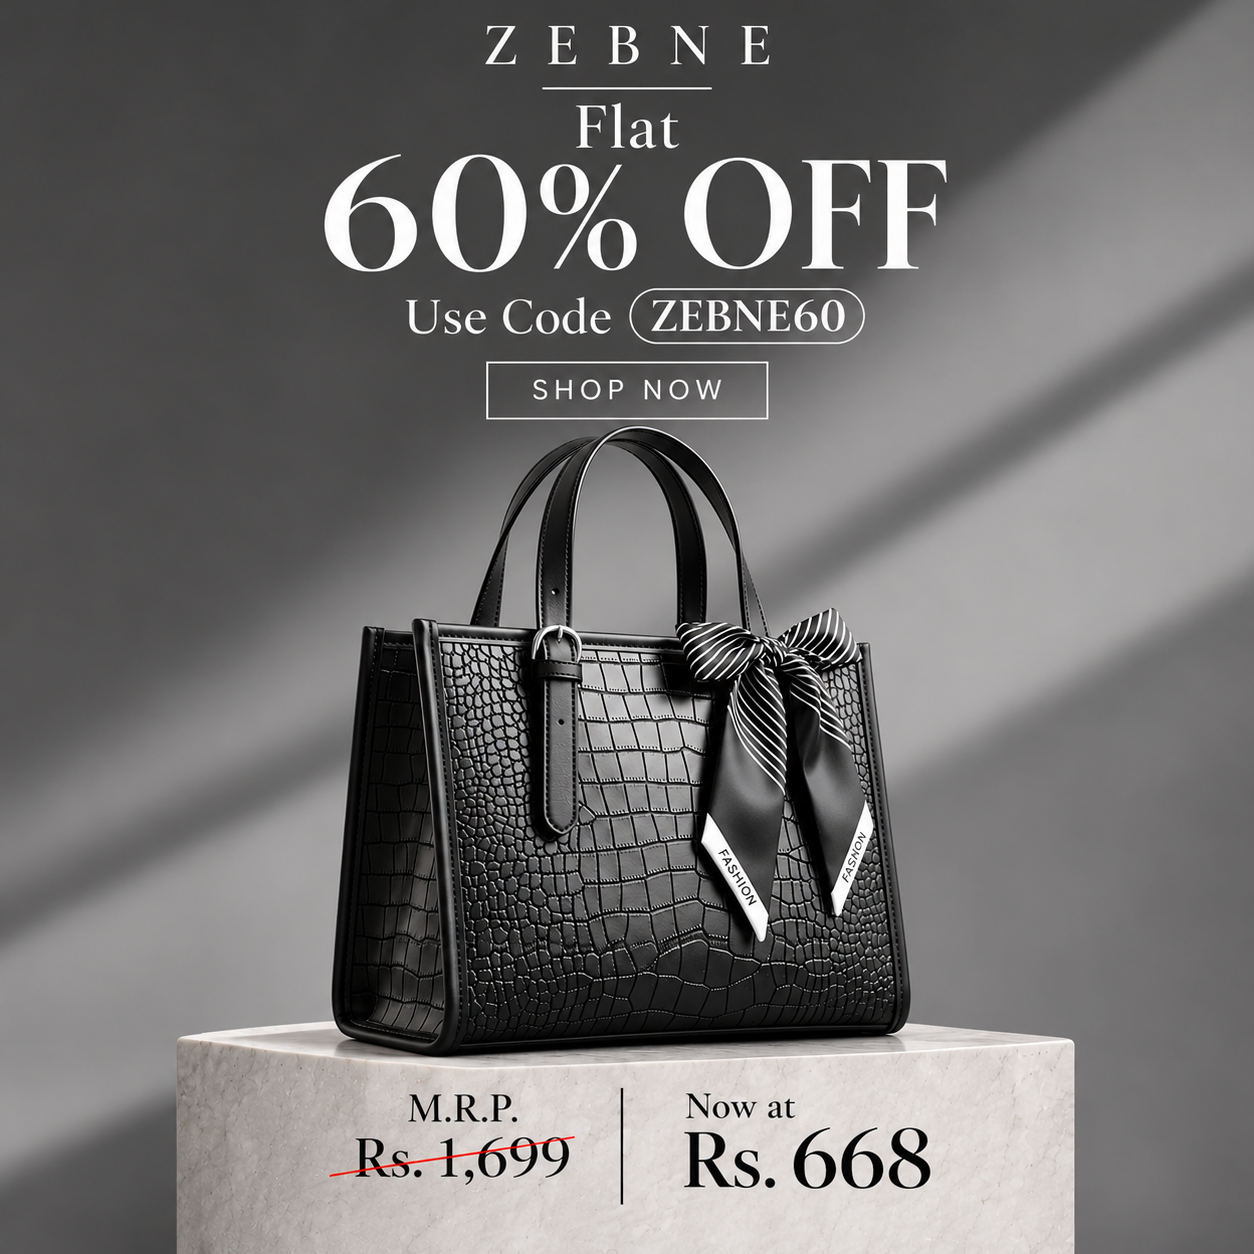 ZEBNE
Flat
60% OFF
Use Code ZEBNE60
SHOP NOW
FASHION
FASHION
M.R.P.
Rs. 1,699
Now at
Rs. 668